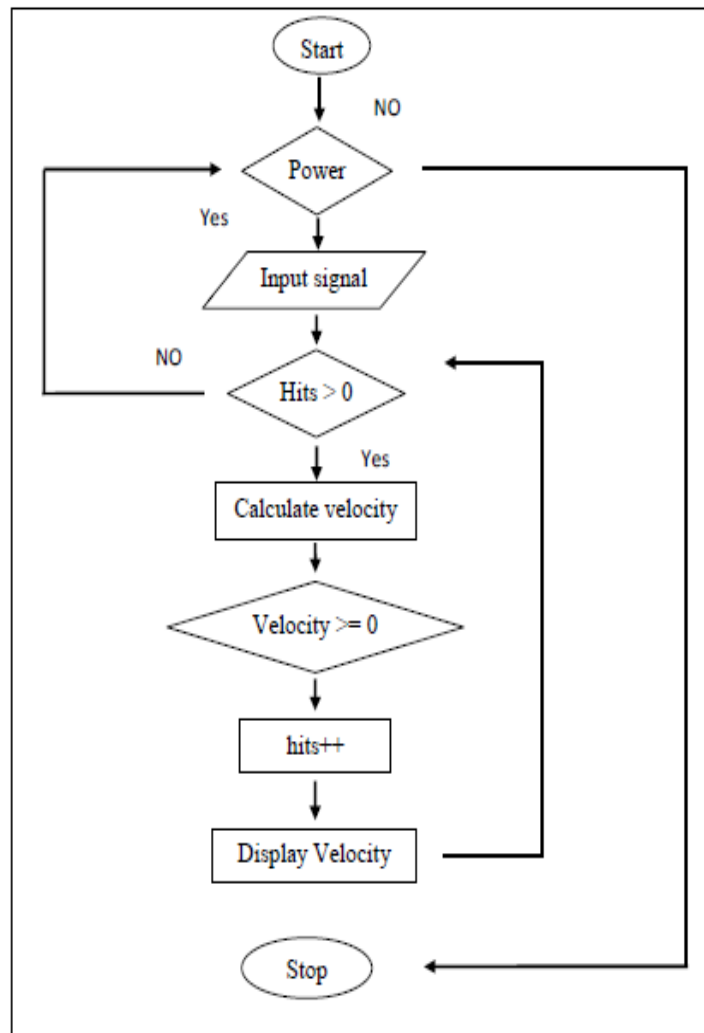 Start
NO
Power
Yes
Input signal
NO
Hits > 0
Yes
Calculate velocity
Velocity >= 0
hits++
Display Velocity
Stop